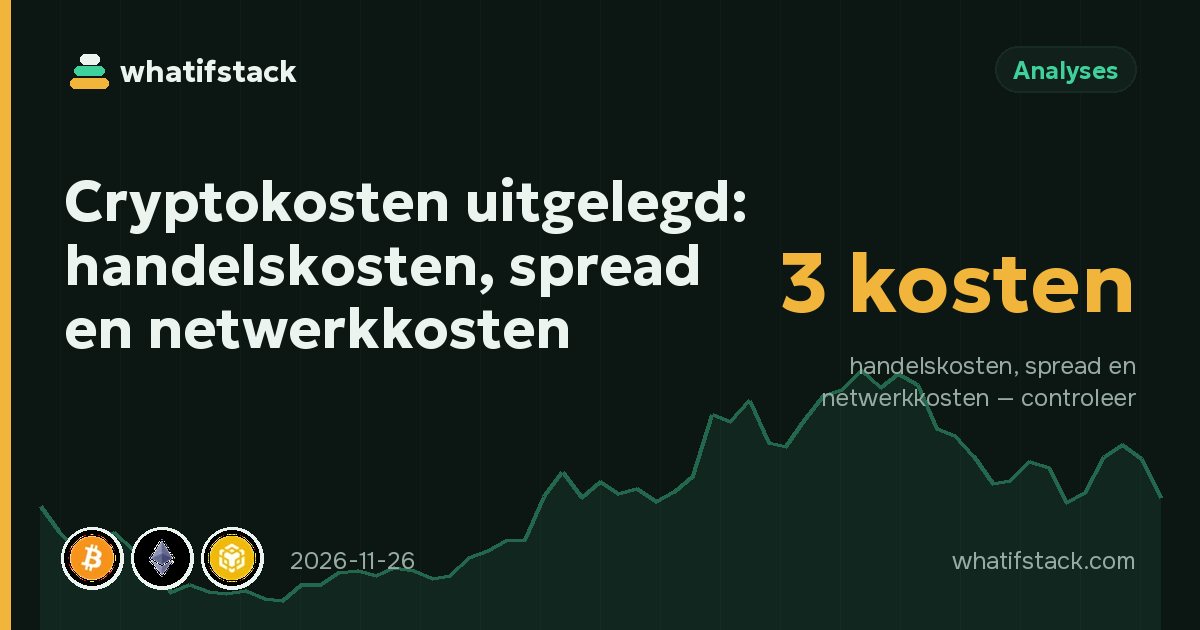 whatifstack
Analyses
Cryptokosten uitgelegd:
handelskosten, spread
en netwerkkosten
3 kosten
handelskosten, spread en
netwerkkosten — controleer
2026-11-26
whatifstack.com